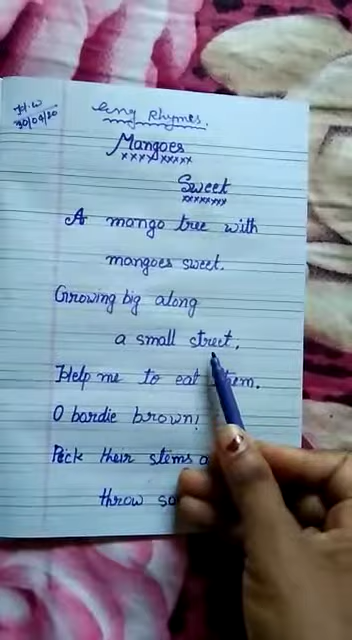 H.W
30/04/20
Eng Rhymes.
Mangoes
Sweet
A mango tree with
mangoes sweet.
Growing big along
a small street,
Help me to eat them.
O bardie brown!
Pick their stems
throw